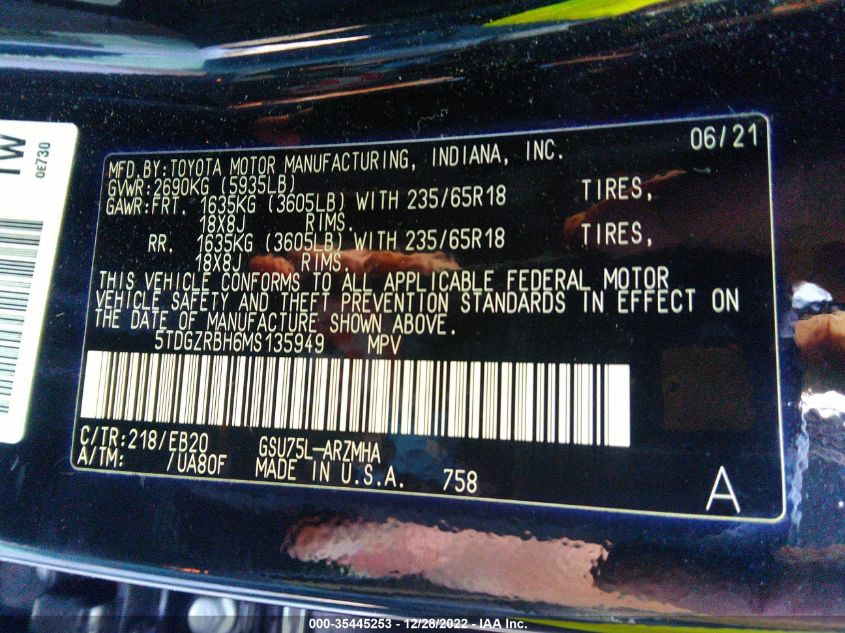 TW
0E730
06/21
MFD.BY:TOYOTA MOTOR MANUFACTURING, INDIANA, INC.
GVWR:2690KG (5935LB)
GAWR:FRT. 1635KG (3605LB) WITH 235/65R18 TIRES,
18X8J RIMS.
RR. 1635KG (3605LB) WITH 235/65R18 TIRES,
18X8J RIMS.
THIS VEHICLE CONFORMS TO ALL APPLICABLE FEDERAL MOTOR
VEHICLE SAFETY AND THEFT PREVENTION STANDARDS IN EFFECT ON
THE DATE OF MANUFACTURE SHOWN ABOVE.
5TDGZRBH6MS135949 MPV
C/TR:218/EB20 GSU75L-ARZMHA
A/TM: /UA80F MADE IN U.S.A. 758
A
000-35445253 - 12/28/2022 - IAA Inc.